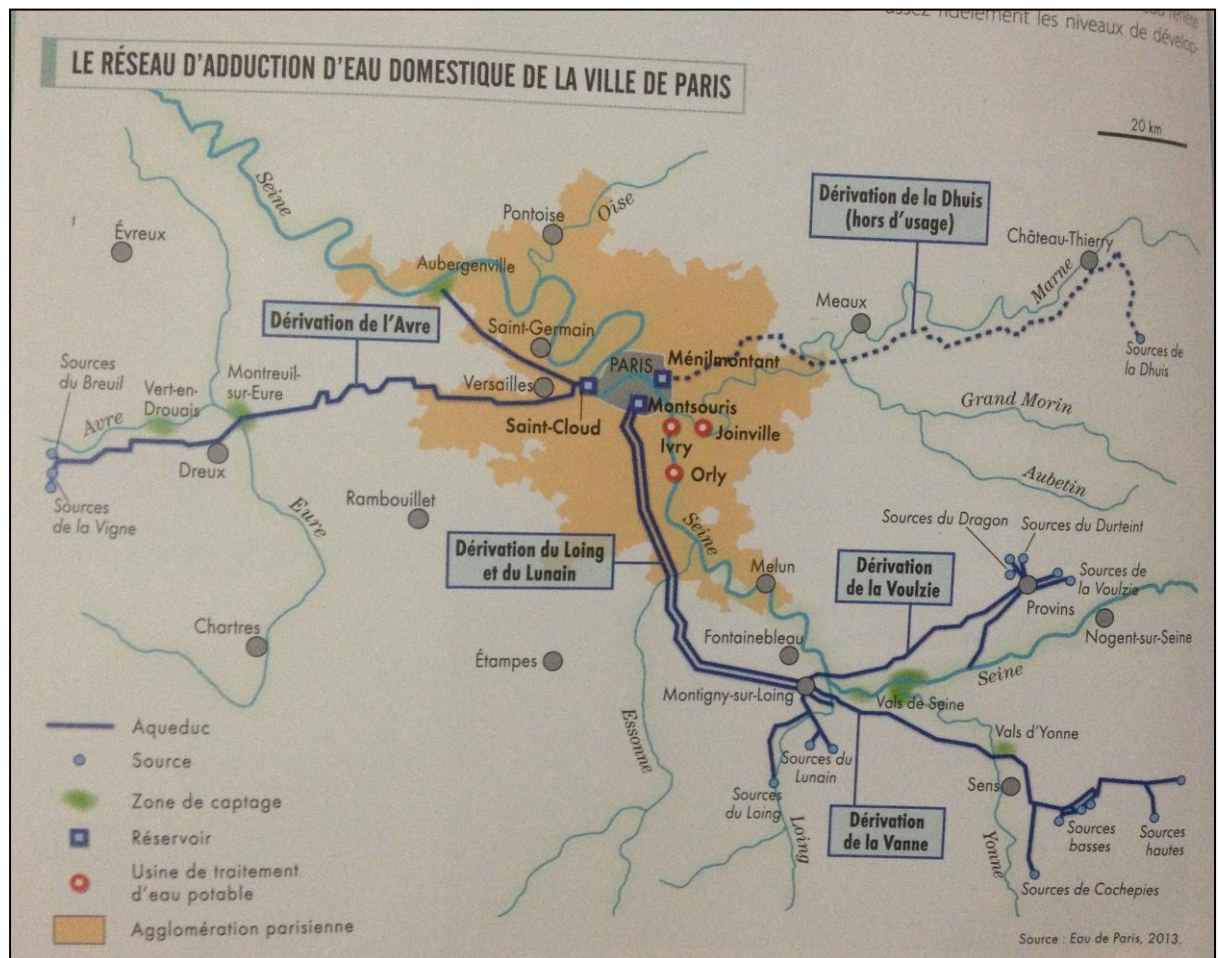 assez fidèlement les niveaux de dévelop-
LE RÉSEAU D'ADDUCTION D'EAU DOMESTIQUE DE LA VILLE DE PARIS
20 km
Seine
Oise
Pontoise
Évreux
Aubergenville
Dérivation de la Dhuis
(hors d'usage)
Château-Thierry
Marne
Meaux
Dérivation de l'Avre
Saint-Germain
PARIS
Ménilmontant
Sources de
la Dhuis
Sources
du Breuil
Vert-en-
Drouais
Montreuil-
sur-Eure
Versailles
Montsouris
Grand Morin
Avre
Saint-Cloud
Joinville
Ivry
Dreux
Orly
Aubetin
Sources
de la Vigne
Rambouillet
Eure
Seine
Sources du Dragon
Sources du Durteint
Dérivation du Loing
et du Lunain
Melun
Dérivation
de la Voulzie
Sources de
la Voulzie
Provins
Nogent-sur-Seine
Chartres
Fontainebleau
Étampes
Seine
Montigny-sur-Loing
Vals de Seine
Essonne
Vals d'Yonne
Sources du
Lunain
Sens
Sources
du Loing
Loing
Dérivation
de la Vanne
Yonne
Sources
basses
Sources
hautes
Sources de Cochepies
Aqueduc
Source
Zone de captage
Réservoir
Usine de traitement
d'eau potable
Agglomération parisienne
Source : Eau de Paris, 2013.